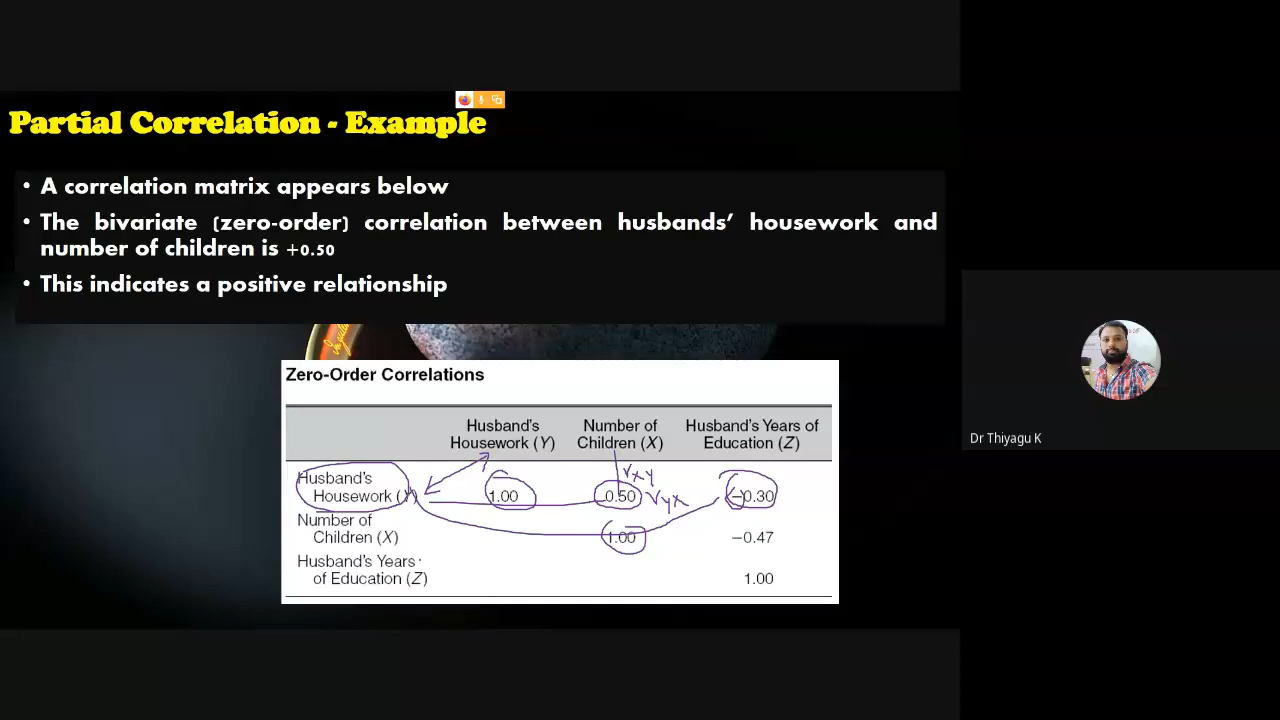 Partial Correlation - Example
• A correlation matrix appears below
• The bivariate (zero-order) correlation between husbands' housework and
number of children is +0.50
• This indicates a positive relationship
Zero-Order Correlations
Husband's Number of Husband's Years of
Housework (Y) Children (X) Education (Z)
rxy
Husband's
Housework (Y) 1.00 0.50 ryx −0.30
Number of
Children (X) 1.00 −0.47
Husband's Years
of Education (Z) 1.00
Dr Thiyagu K